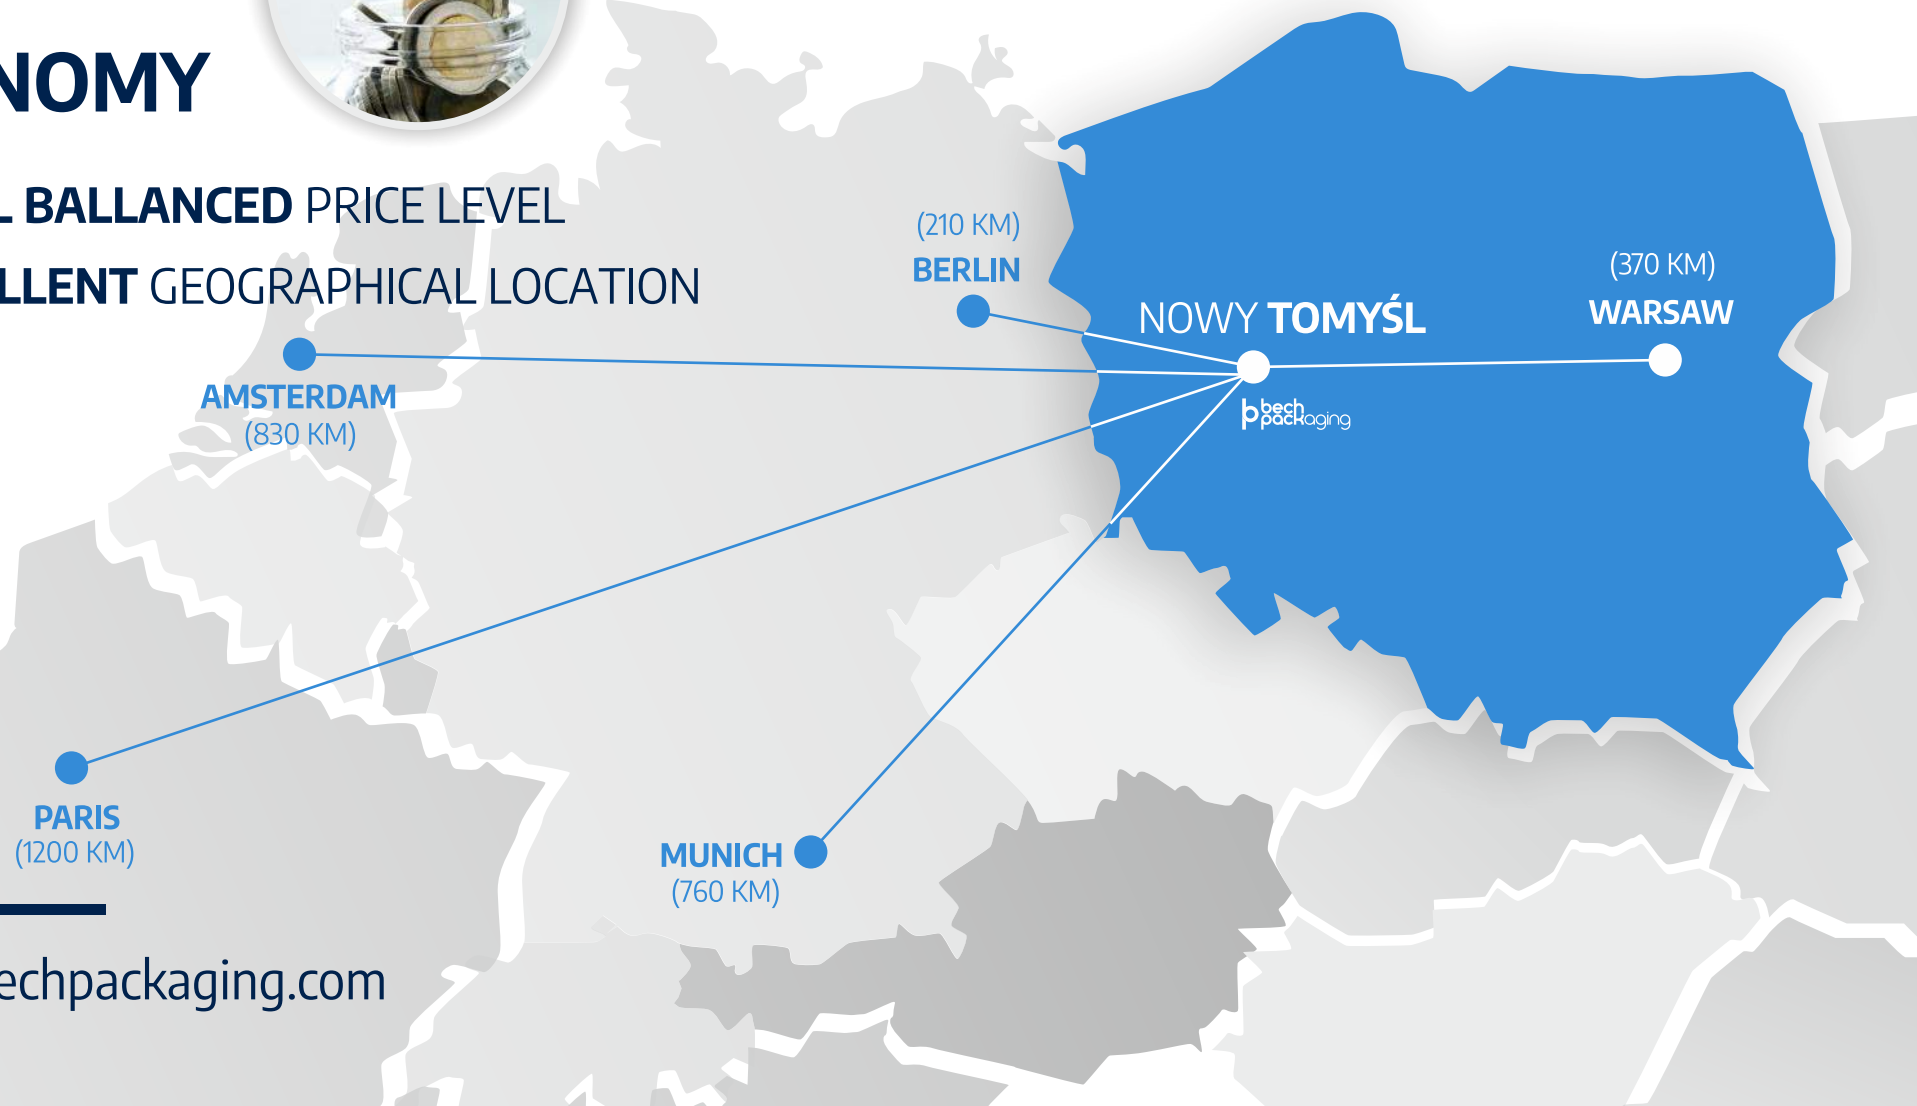 NOMY
L BALLANCED PRICE LEVEL
LLENT GEOGRAPHICAL LOCATION
(210 KM)
BERLIN
(370 KM)
WARSAW
NOWY TOMYŚL
bech
packaging
AMSTERDAM
(830 KM)
PARIS
(1200 KM)
MUNICH
(760 KM)
echpackaging.com